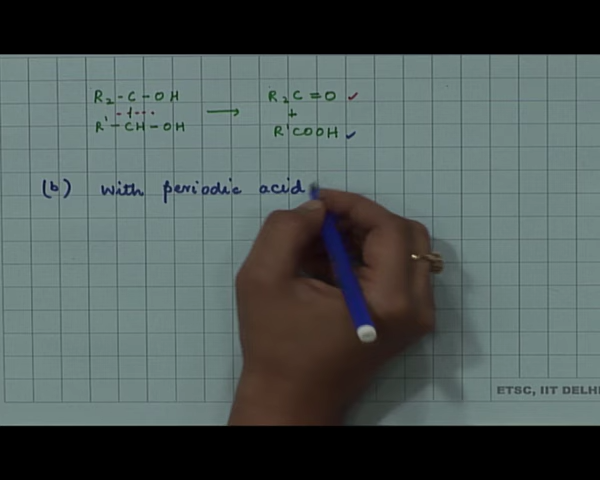 R₂-C-OH R₂C=O ✓
+
R'-CH-OH → R'COOH ✓
(b) with periodic acid
ETSC, IIT DELHI